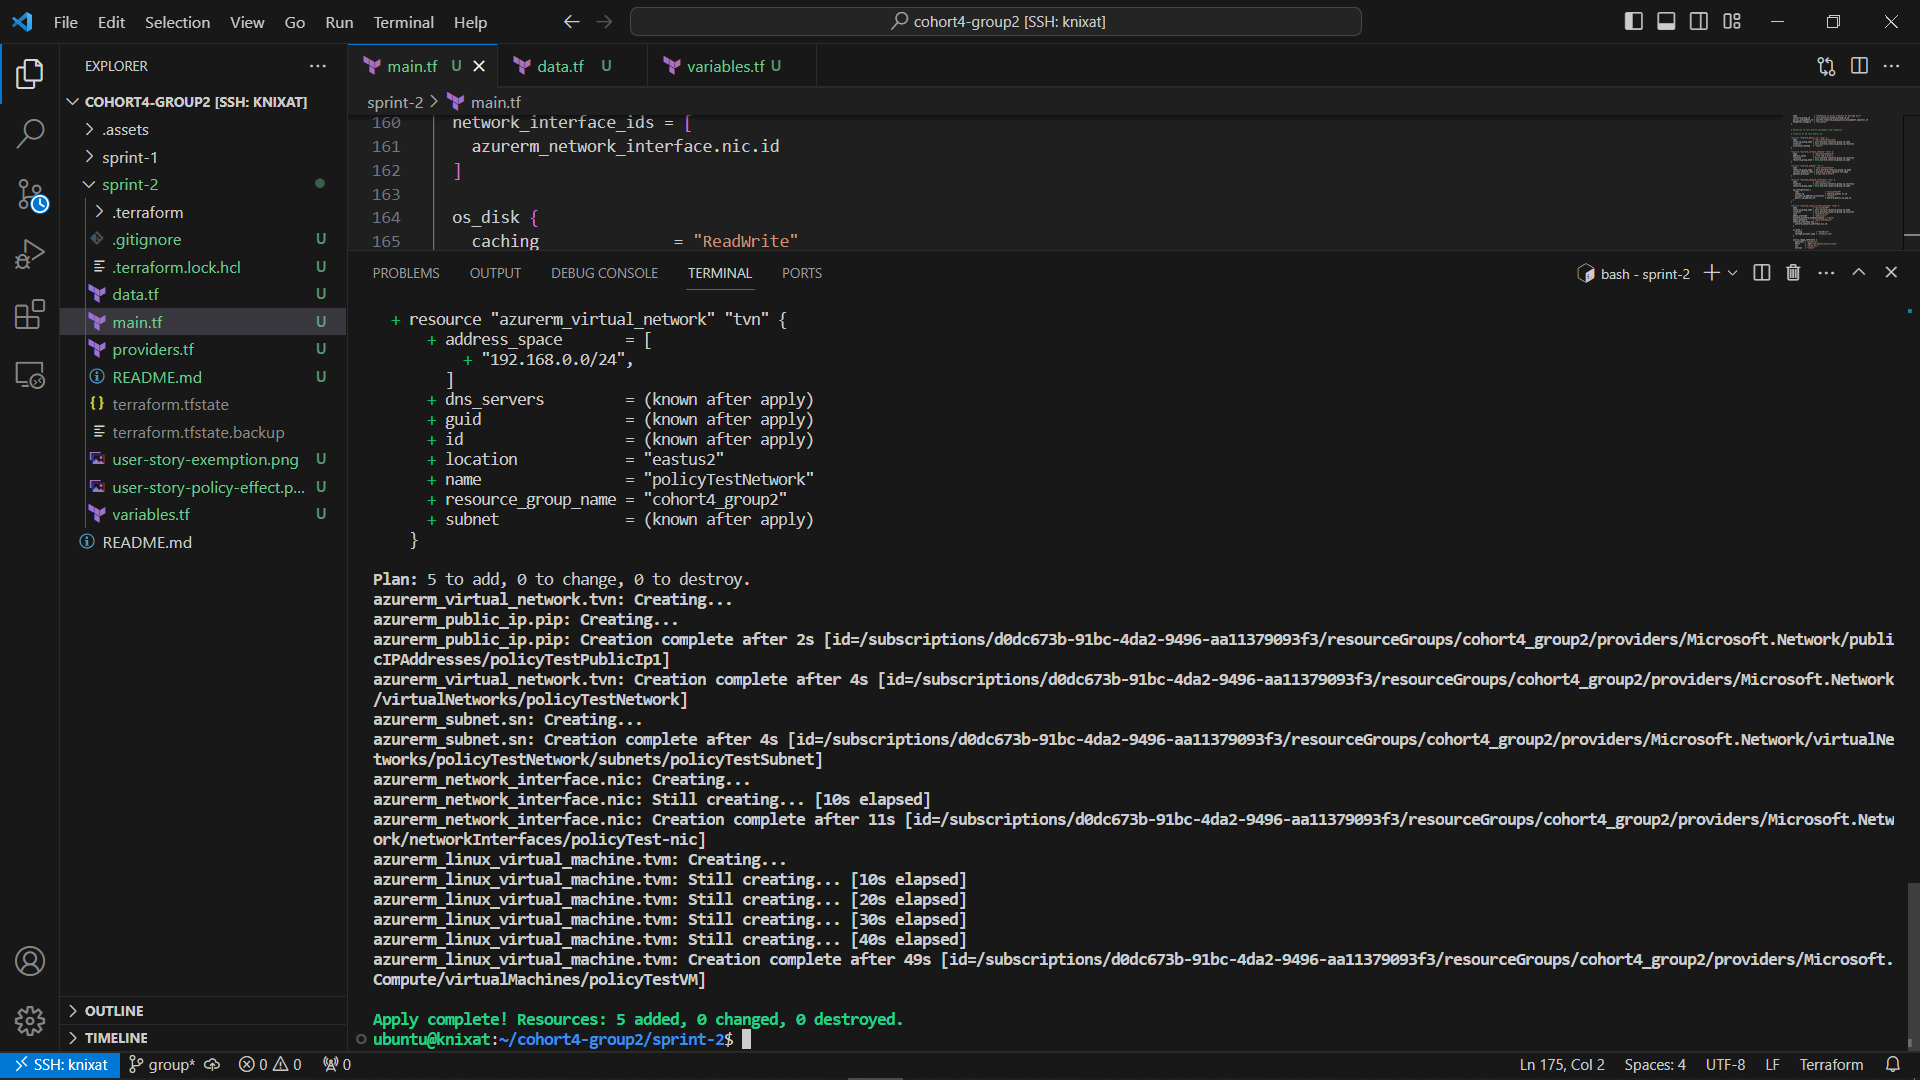 File Edit Selection View Go Run Terminal Help
cohort4-group2 [SSH: knixat]
EXPLORER
COHORT4-GROUP2 [SSH: KNIXAT]
.assets
sprint-1
sprint-2
.terraform
.gitignore U
.terraform.lock.hcl U
data.tf U
main.tf U
providers.tf U
README.md U
terraform.tfstate
terraform.tfstate.backup
user-story-exemption.png U
user-story-policy-effect.p... U
variables.tf U
README.md
OUTLINE
TIMELINE
main.tf U
data.tf U
variables.tf U
sprint-2 > main.tf
160 network_interface_ids = [
161 azurerm_network_interface.nic.id
162 ]
163
164 os_disk {
165 caching = "ReadWrite"
PROBLEMS OUTPUT DEBUG CONSOLE TERMINAL PORTS
bash - sprint-2
+ resource "azurerm_virtual_network" "tvn" {
+ address_space = [
+ "192.168.0.0/24",
]
+ dns_servers = (known after apply)
+ guid = (known after apply)
+ id = (known after apply)
+ location = "eastus2"
+ name = "policyTestNetwork"
+ resource_group_name = "cohort4_group2"
+ subnet = (known after apply)
}
Plan: 5 to add, 0 to change, 0 to destroy.
azurerm_virtual_network.tvn: Creating...
azurerm_public_ip.pip: Creating...
azurerm_public_ip.pip: Creation complete after 2s [id=/subscriptions/d0dc673b-91bc-4da2-9496-aa11379093f3/resourceGroups/cohort4_group2/providers/Microsoft.Network/publi
cIPAddresses/policyTestPublicIp1]
azurerm_virtual_network.tvn: Creation complete after 4s [id=/subscriptions/d0dc673b-91bc-4da2-9496-aa11379093f3/resourceGroups/cohort4_group2/providers/Microsoft.Network
/virtualNetworks/policyTestNetwork]
azurerm_subnet.sn: Creating...
azurerm_subnet.sn: Creation complete after 4s [id=/subscriptions/d0dc673b-91bc-4da2-9496-aa11379093f3/resourceGroups/cohort4_group2/providers/Microsoft.Network/virtualNe
tworks/policyTestNetwork/subnets/policyTestSubnet]
azurerm_network_interface.nic: Creating...
azurerm_network_interface.nic: Still creating... [10s elapsed]
azurerm_network_interface.nic: Creation complete after 11s [id=/subscriptions/d0dc673b-91bc-4da2-9496-aa11379093f3/resourceGroups/cohort4_group2/providers/Microsoft.Netw
ork/networkInterfaces/policyTest-nic]
azurerm_linux_virtual_machine.tvm: Creating...
azurerm_linux_virtual_machine.tvm: Still creating... [10s elapsed]
azurerm_linux_virtual_machine.tvm: Still creating... [20s elapsed]
azurerm_linux_virtual_machine.tvm: Still creating... [30s elapsed]
azurerm_linux_virtual_machine.tvm: Still creating... [40s elapsed]
azurerm_linux_virtual_machine.tvm: Creation complete after 49s [id=/subscriptions/d0dc673b-91bc-4da2-9496-aa11379093f3/resourceGroups/cohort4_group2/providers/Microsoft.
Compute/virtualMachines/policyTestVM]
Apply complete! Resources: 5 added, 0 changed, 0 destroyed.
ubuntu@knixat:~/cohort4-group2/sprint-2$
SSH: knixat group* 0 0 0 Ln 175, Col 2 Spaces: 4 UTF-8 LF Terraform